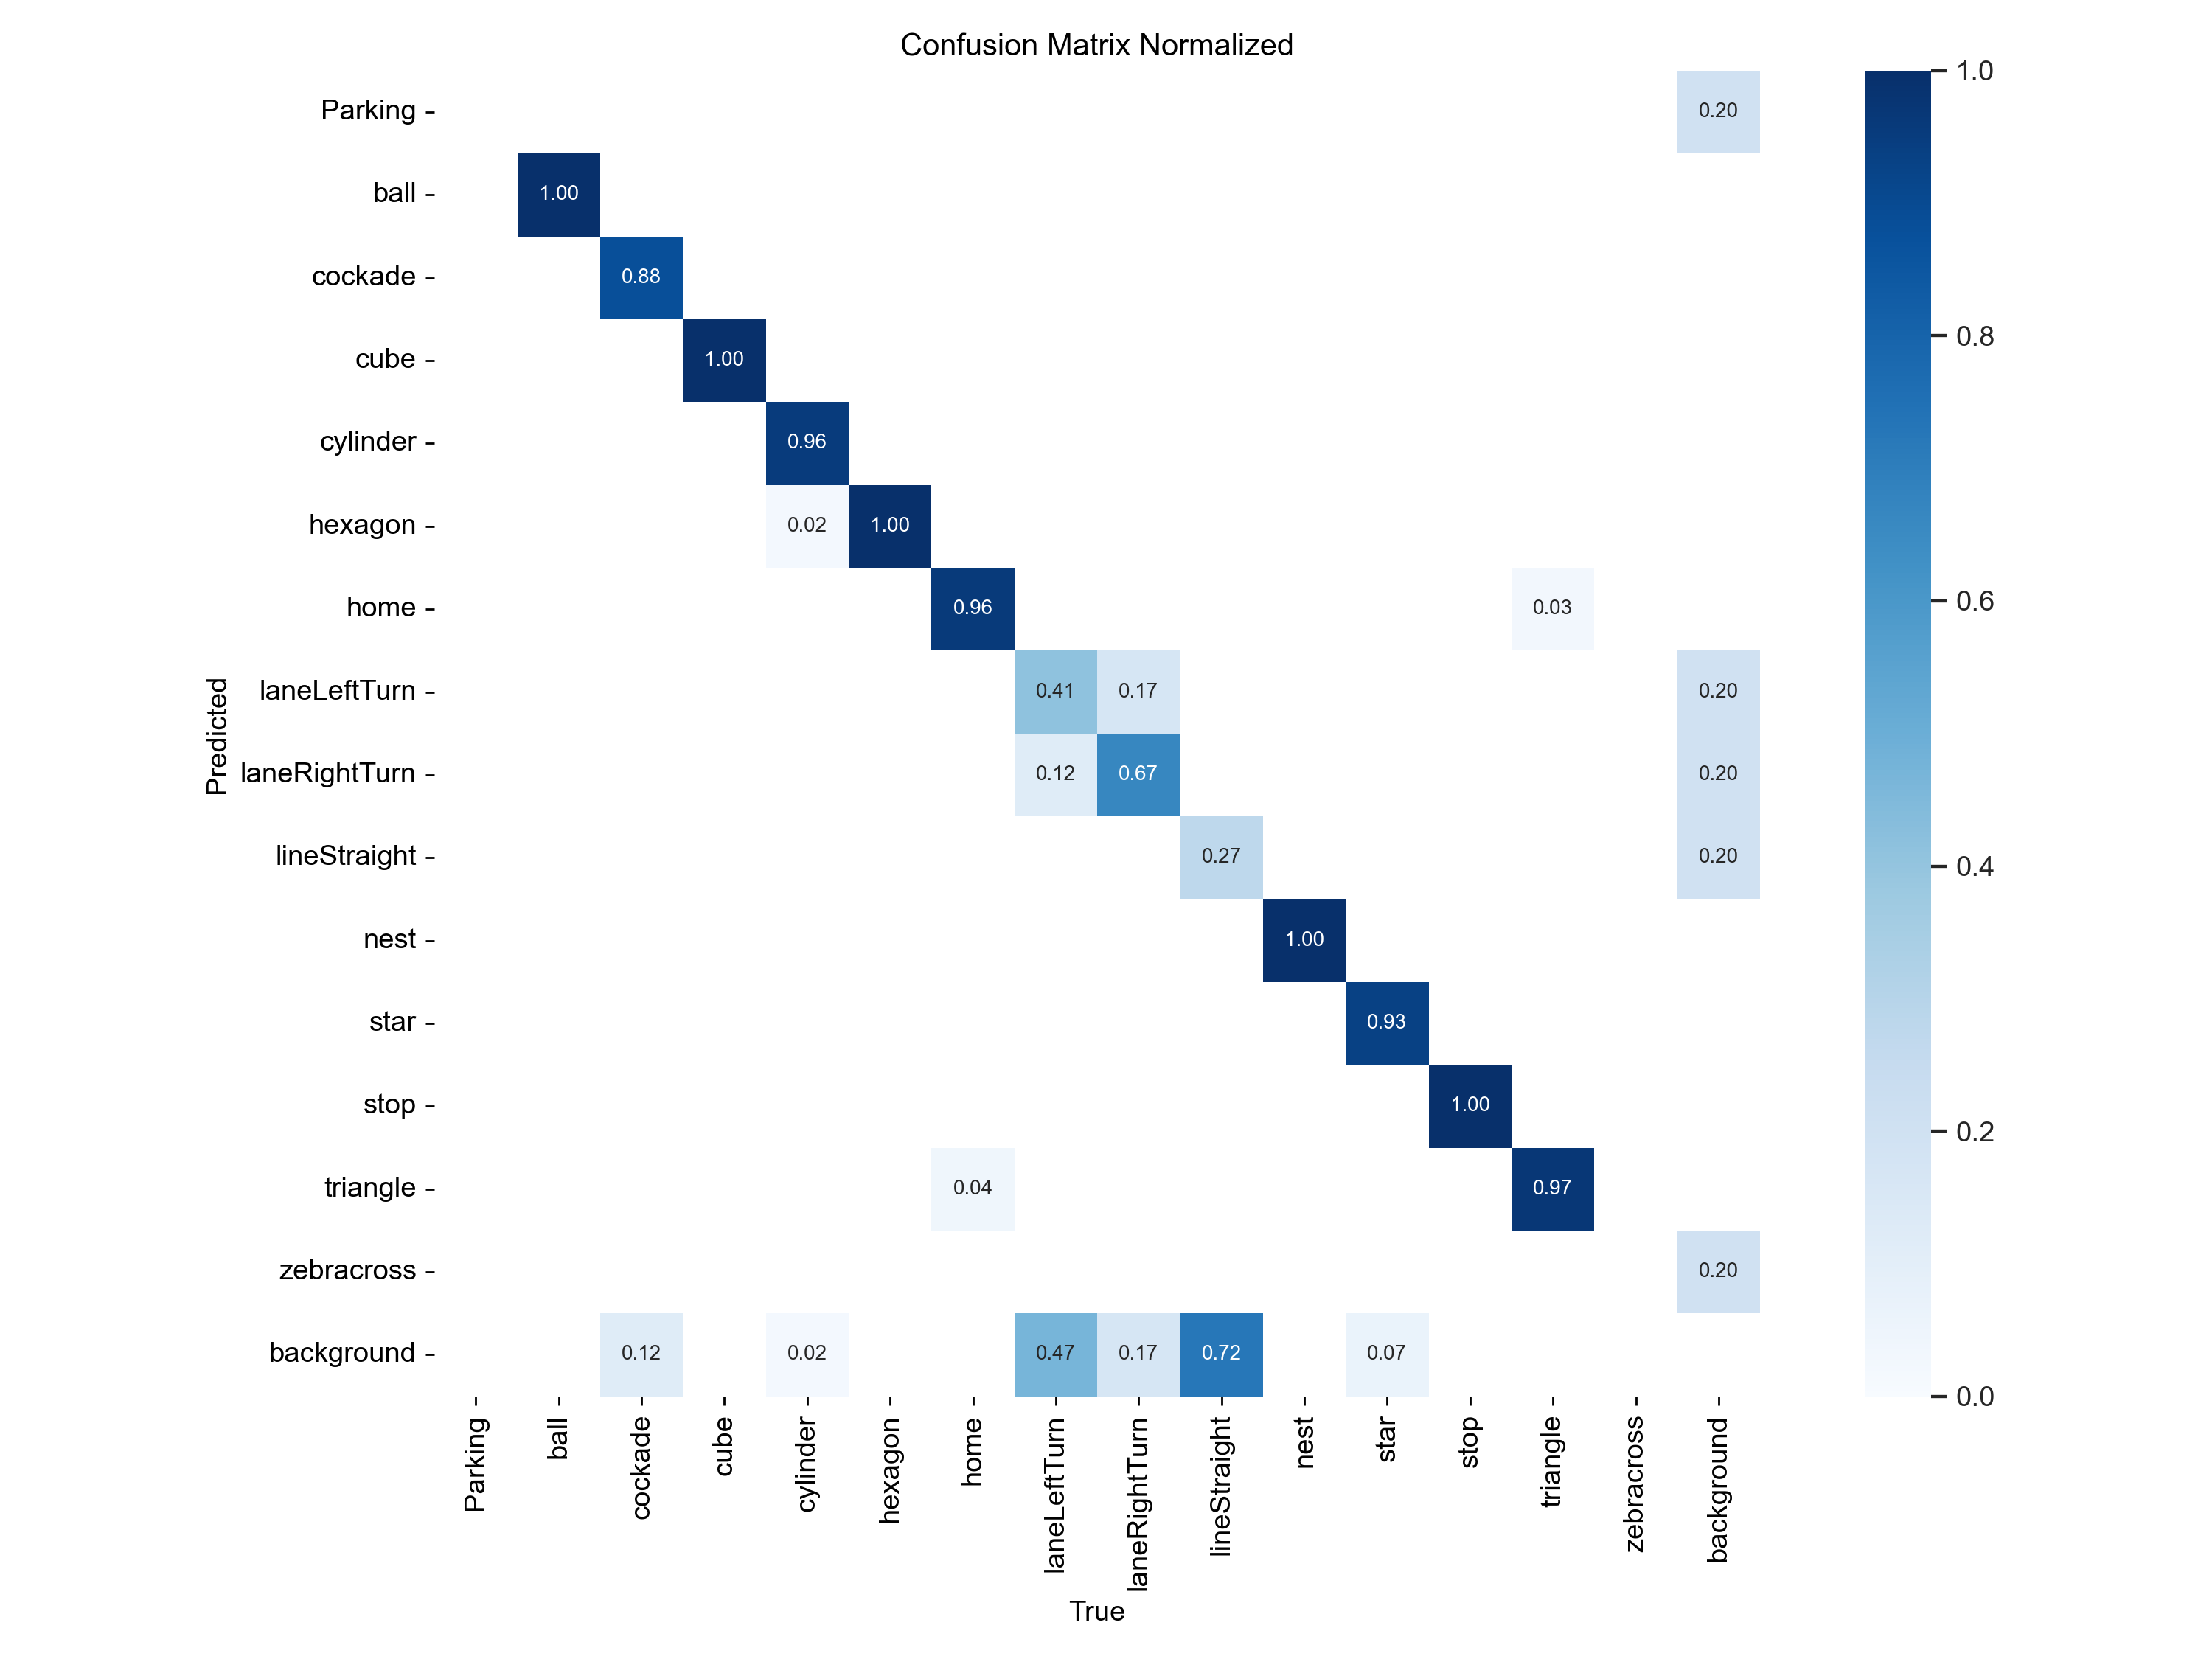 Confusion Matrix Normalized
Parking
0.20
1.0
ball
1.00
cockade
0.88
cube
1.00
0.8
cylinder
0.96
hexagon
0.02 1.00
home
0.96 0.03
0.6
laneLeftTurn
0.41 0.17 0.20
Predicted
laneRightTurn
0.12 0.67 0.20
lineStraight
0.27 0.20
0.4
nest
1.00
star
0.93
stop
1.00
0.2
triangle
0.04 0.97
zebracross
0.20
background
0.12 0.02 0.47 0.17 0.72 0.07
0.0
Parking
ball
cockade
cube
cylinder
hexagon
home
laneLeftTurn
laneRightTurn
lineStraight
nest
star
stop
triangle
zebracross
background
True